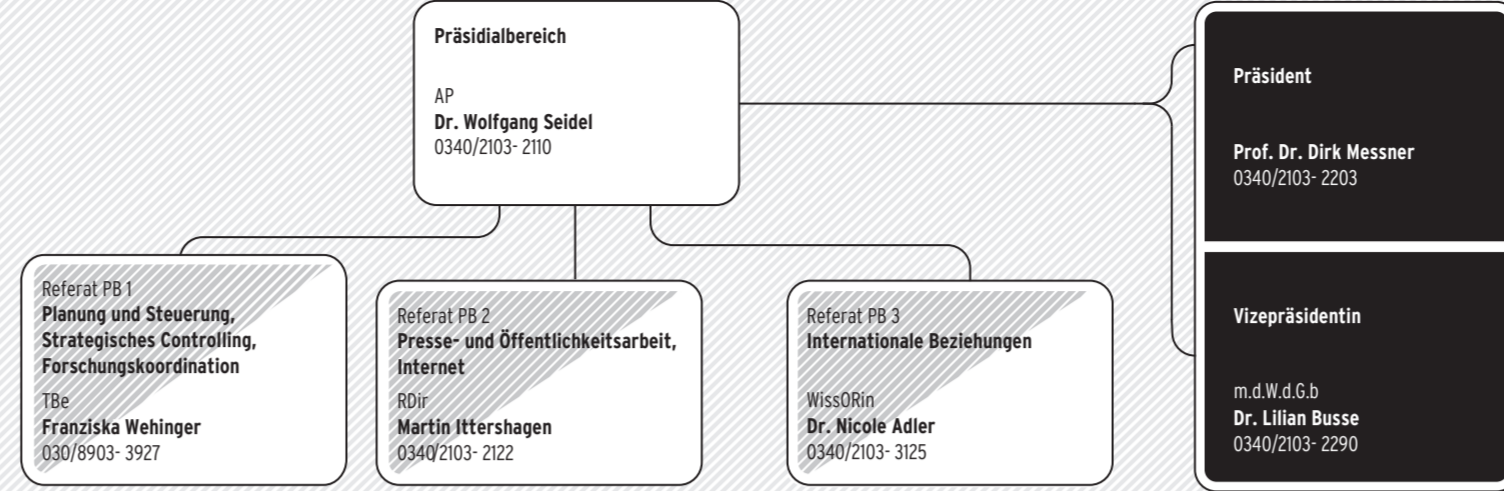 Präsidialbereich
AP
Dr. Wolfgang Seidel
0340/2103- 2110
Präsident
Prof. Dr. Dirk Messner
0340/2103- 2203
Vizepräsidentin
m.d.W.d.G.b
Dr. Lilian Busse
0340/2103- 2290
Referat PB 1
Planung und Steuerung,
Strategisches Controlling,
Forschungskoordination
TBe
Franziska Wehinger
030/8903- 3927
Referat PB 2
Presse- und Öffentlichkeitsarbeit,
Internet
RDir
Martin Ittershagen
0340/2103- 2122
Referat PB 3
Internationale Beziehungen
WissORin
Dr. Nicole Adler
0340/2103- 3125